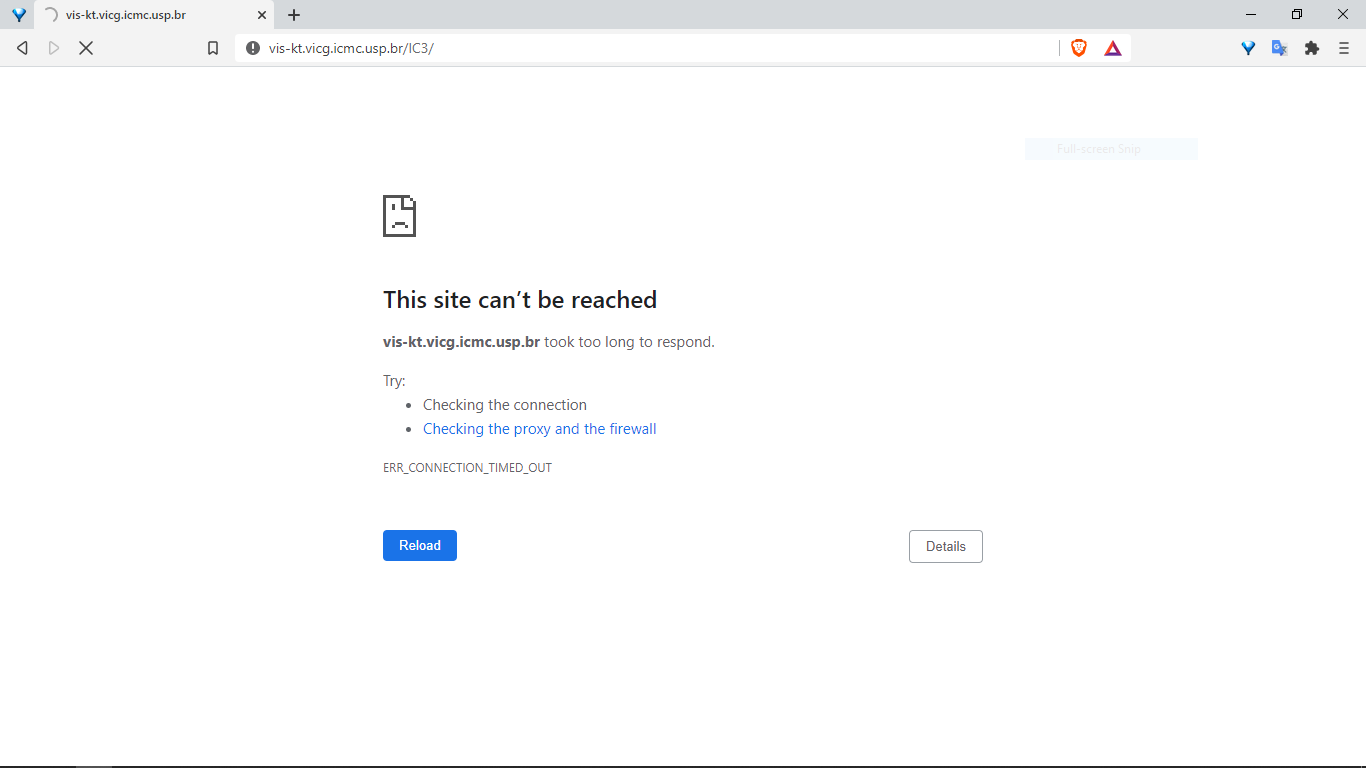 vis-kt.vicg.icmc.usp.br
vis-kt.vicg.icmc.usp.br/IC3/
Full-screen Snip
This site can’t be reached
vis-kt.vicg.icmc.usp.br took too long to respond.
Try:
Checking the connection
Checking the proxy and the firewall
ERR_CONNECTION_TIMED_OUT
Reload
Details